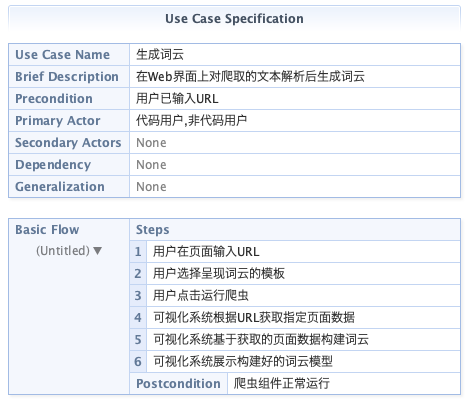 Use Case Specification
Use Case Name 生成词云
Brief Description 在Web界面上对爬取的文本解析后生成词云
Precondition 用户已输入URL
Primary Actor 代码用户,非代码用户
Secondary Actors None
Dependency None
Generalization None
Basic Flow Steps
(Untitled) ▼
1 用户在页面输入URL
2 用户选择呈现词云的模板
3 用户点击运行爬虫
4 可视化系统根据URL获取指定页面数据
5 可视化系统基于获取的页面数据构建词云
6 可视化系统展示构建好的词云模型
Postcondition 爬虫组件正常运行